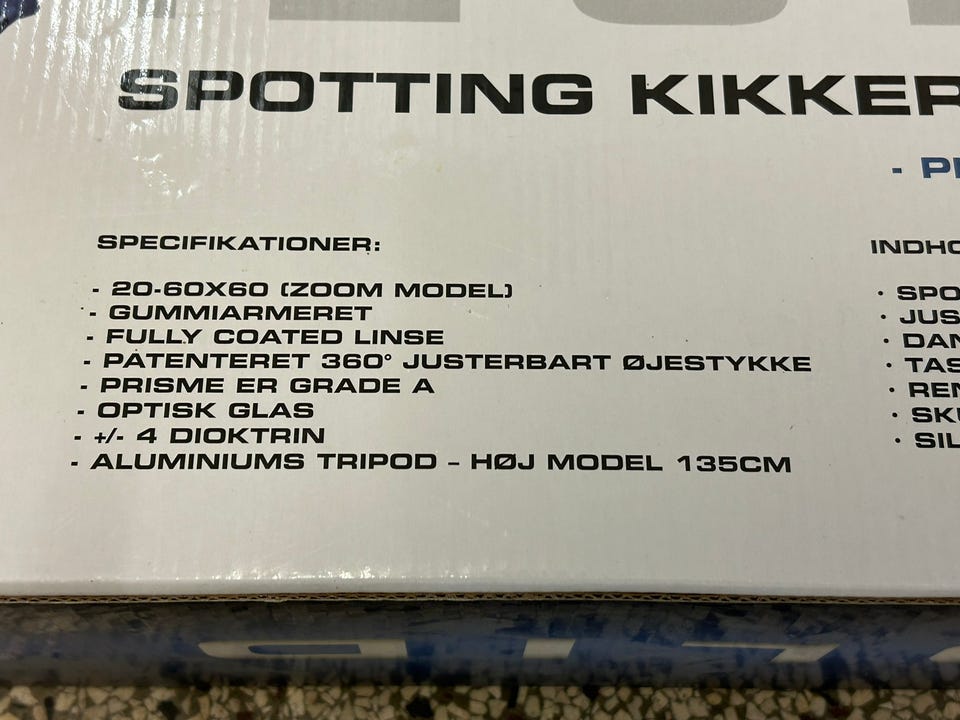 SPOTTING KIKKER
SPECIFIKATIONER:
- 20-60X60 (ZOOM MODEL)
- GUMMIARMERET
- FULLY COATED LINSE
- PATENTERET 360° JUSTERBART ØJESTYKKE
- PRISME ER GRADE A
- OPTISK GLAS
- +/- 4 DIOKTRIN
- ALUMINIUMS TRIPOD - HØJ MODEL 135CM